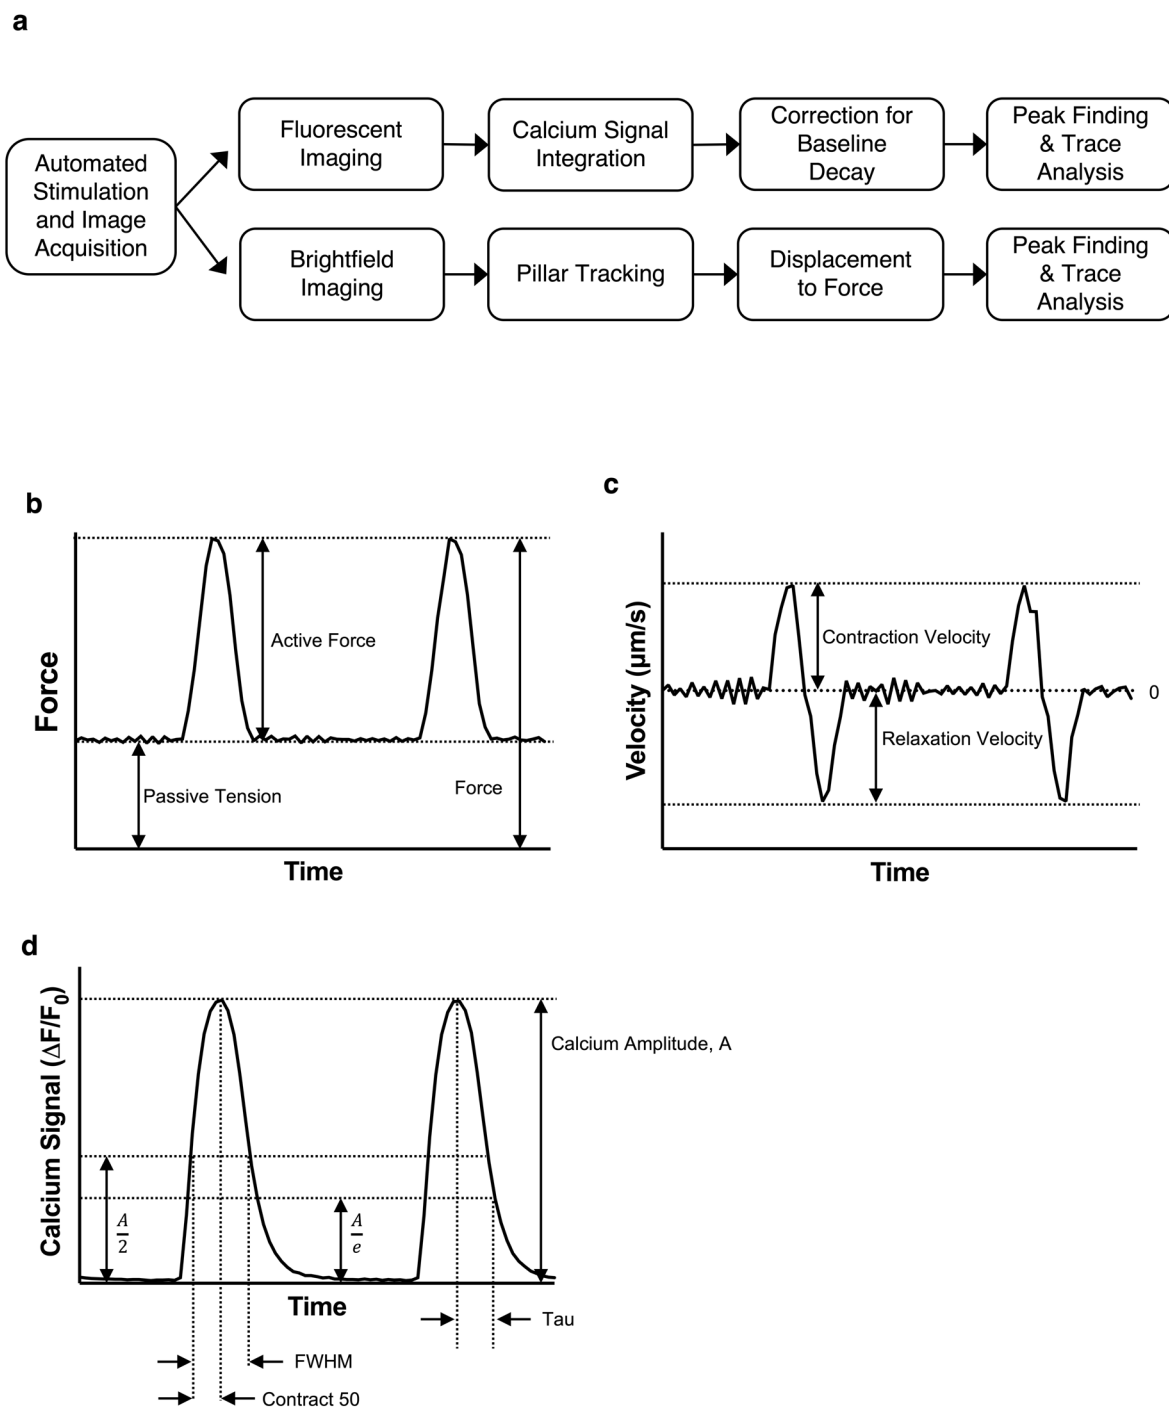 a
Automated
Stimulation
and Image
Acquisition
Fluorescent
Imaging
Calcium Signal
Integration
Correction for
Baseline
Decay
Peak Finding
& Trace
Analysis
Brightfield
Imaging
Pillar Tracking
Displacement
to Force
Peak Finding
& Trace
Analysis
b
Force
Active Force
Passive Tension
Force
Time
c
Velocity (μm/s)
Contraction Velocity
0
Relaxation Velocity
Time
d
Calcium Signal (ΔF/F₀)
Calcium Amplitude, A
A
2
A
e
Time
Tau
FWHM
Contract 50